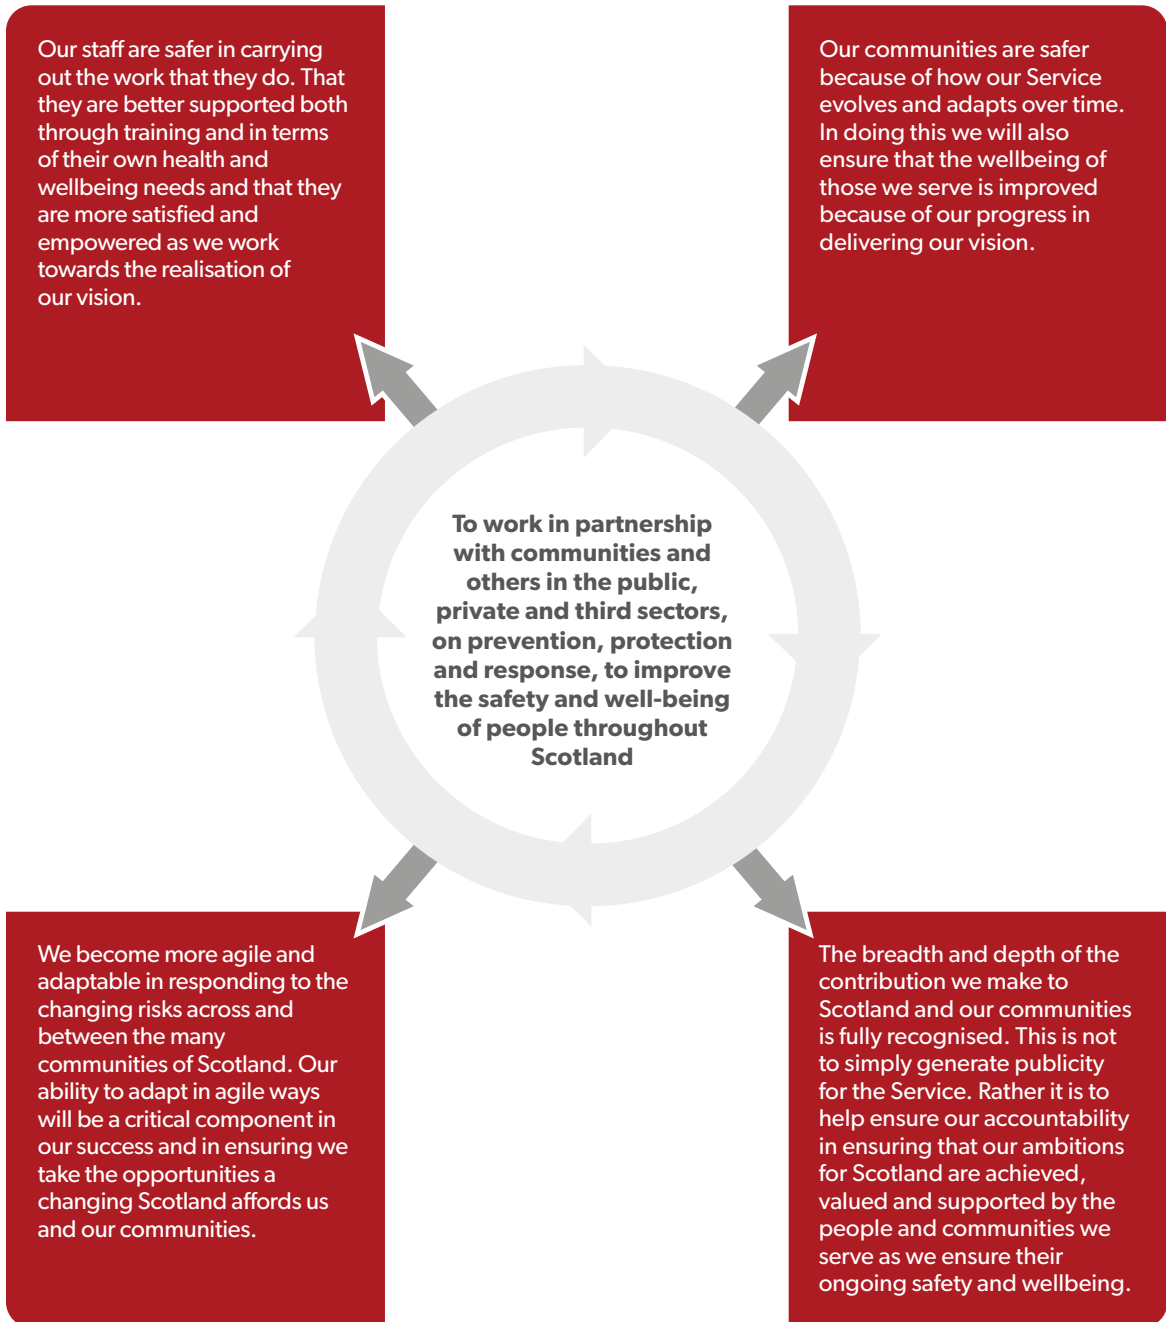 Our staff are safer in carrying
out the work that they do. That
they are better supported both
through training and in terms
of their own health and
wellbeing needs and that they
are more satisfied and
empowered as we work
towards the realisation of
our vision.
Our communities are safer
because of how our Service
evolves and adapts over time.
In doing this we will also
ensure that the wellbeing of
those we serve is improved
because of our progress in
delivering our vision.
To work in partnership
with communities and
others in the public,
private and third sectors,
on prevention, protection
and response, to improve
the safety and well-being
of people throughout
Scotland
We become more agile and
adaptable in responding to the
changing risks across and
between the many
communities of Scotland. Our
ability to adapt in agile ways
will be a critical component in
our success and in ensuring we
take the opportunities a
changing Scotland affords us
and our communities.
The breadth and depth of the
contribution we make to
Scotland and our communities
is fully recognised. This is not
to simply generate publicity
for the Service. Rather it is to
help ensure our accountability
in ensuring that our ambitions
for Scotland are achieved,
valued and supported by the
people and communities we
serve as we ensure their
ongoing safety and wellbeing.